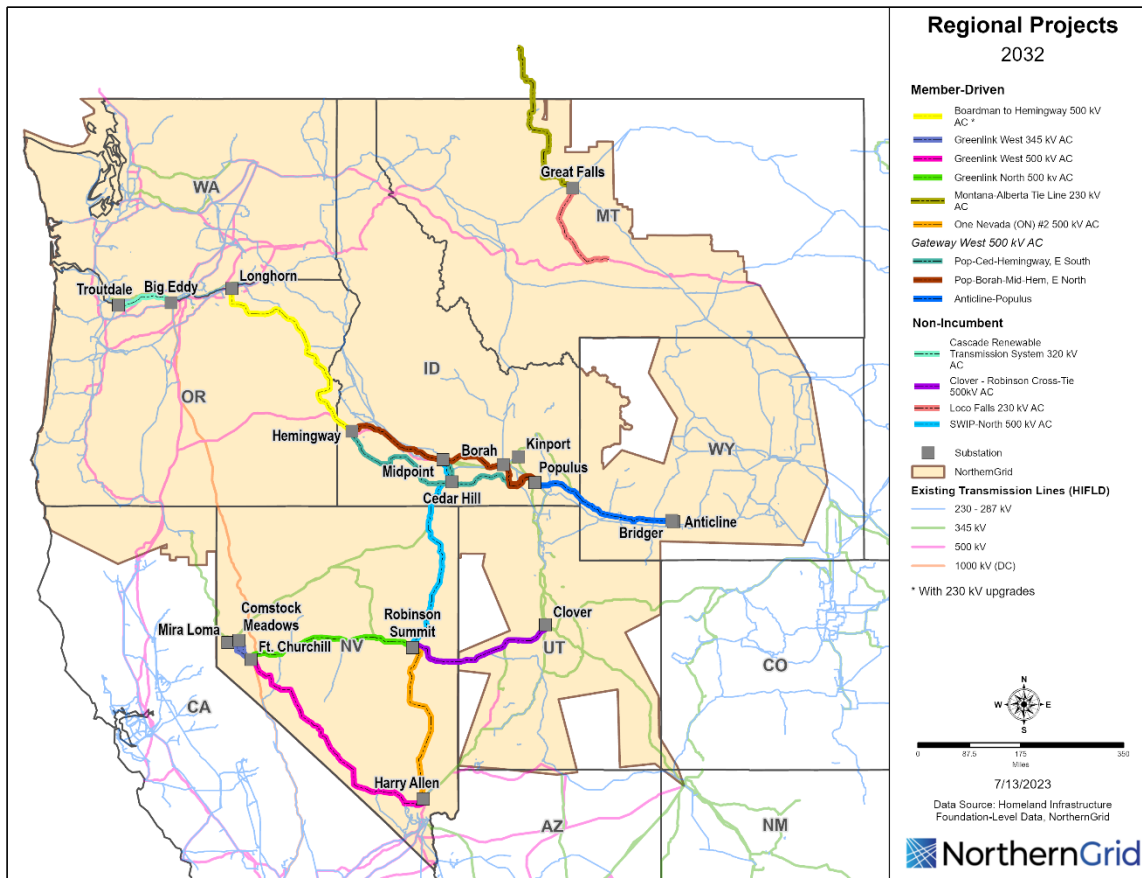 Regional Projects
2032
Member-Driven
Boardman to Hemingway 500 kV
AC *
Greenlink West 345 kV AC
Greenlink West 500 kV AC
Greenlink North 500 kv AC
Montana-Alberta Tie Line 230 kV
AC
One Nevada (ON) #2 500 kV AC
Gateway West 500 kV AC
Pop-Ced-Hemingway, E South
Pop-Borah-Mid-Hem, E North
Anticline-Populus
Non-Incumbent
Cascade Renewable
Transmission System 320 kV
AC
Clover - Robinson Cross-Tie
500kV AC
Loco Falls 230 kV AC
SWIP-North 500 kV AC
Substation
NorthernGrid
Existing Transmission Lines (HIFLD)
230 - 287 kV
345 kV
500 kV
1000 kV (DC)
* With 230 kV upgrades
N
W
E
S
0
87.5
175
350
Miles
7/13/2023
Data Source: Homeland Infrastructure
Foundation-Level Data, NorthernGrid
NorthernGrid
Great Falls
WA
MT
Longhorn
Big Eddy
Troutdale
ID
OR
Hemingway
Borah
Kinport
WY
Midpoint
Populus
Cedar Hill
Anticline
Bridger
Comstock
Meadows
Mira Loma
Robinson
Summit
Clover
Ft. Churchill
NV
UT
CO
CA
Harry Allen
AZ
NM